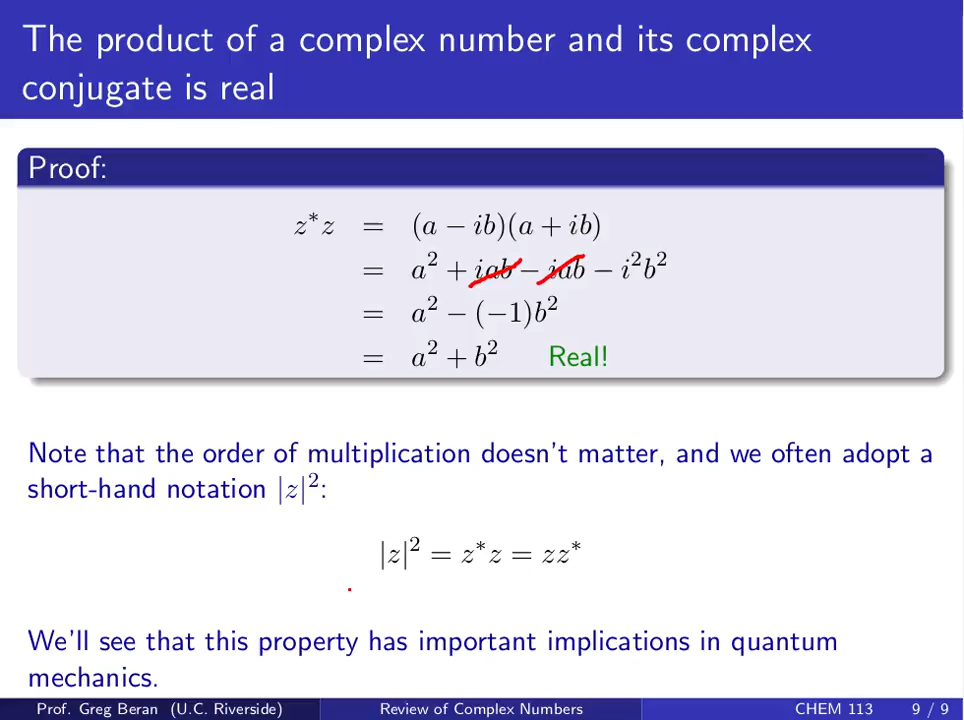 The product of a complex number and its complex
conjugate is real
Proof:
z*z = (a − ib)(a + ib)
= a² + iab − iab − i²b²
= a² − (−1)b²
= a² + b² Real!
Note that the order of multiplication doesn't matter, and we often adopt a
short-hand notation |z|²:
|z|² = z*z = zz*
We'll see that this property has important implications in quantum
mechanics.
Prof. Greg Beran (U.C. Riverside) Review of Complex Numbers CHEM 113 9 / 9